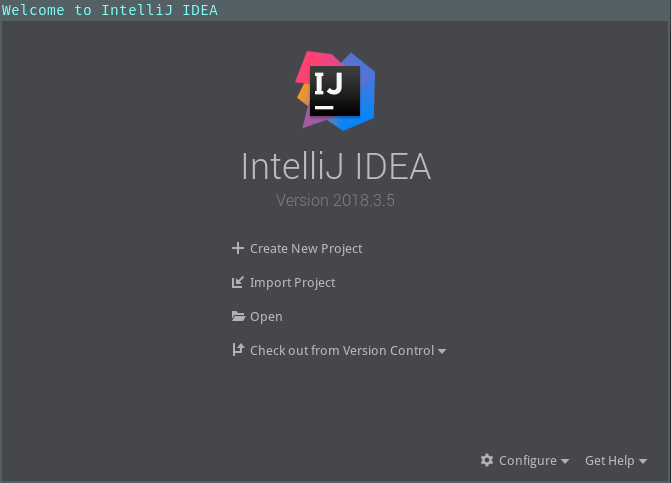 Welcome to IntelliJ IDEA
IJ
IntelliJ IDEA
Version 2018.3.5
Create New Project
Import Project
Open
Check out from Version Control
Configure Get Help